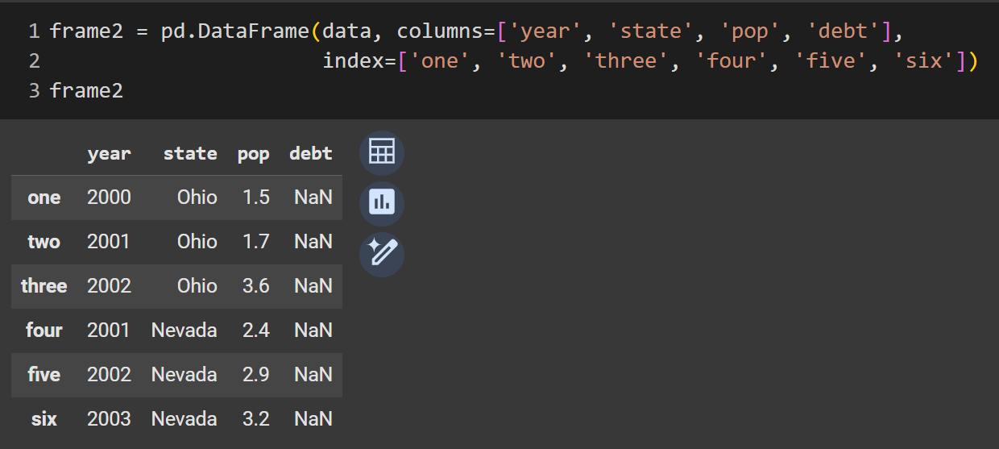 1 frame2 = pd.DataFrame(data, columns=['year', 'state', 'pop', 'debt'],
2                       index=['one', 'two', 'three', 'four', 'five', 'six'])
3 frame2
year state pop debt
one 2000 Ohio 1.5 NaN
two 2001 Ohio 1.7 NaN
three 2002 Ohio 3.6 NaN
four 2001 Nevada 2.4 NaN
five 2002 Nevada 2.9 NaN
six 2003 Nevada 3.2 NaN